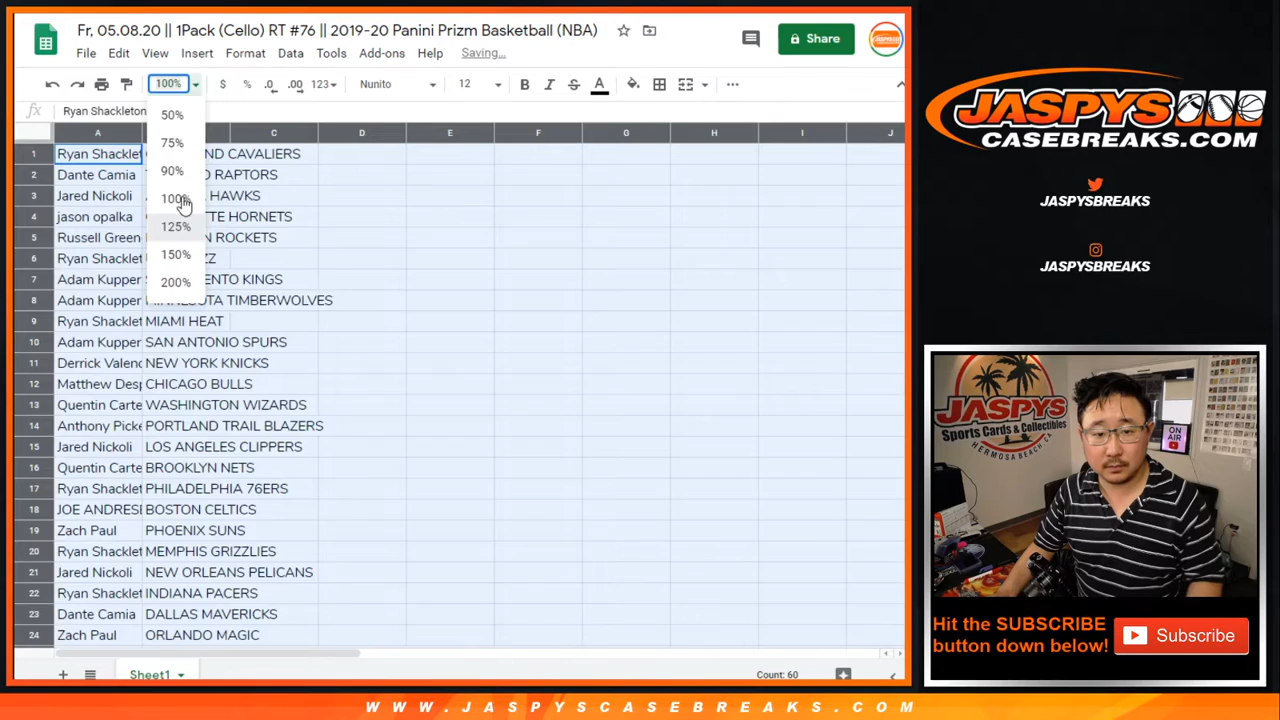 Fr, 05.08.20 || 1Pack (Cello) RT #76 || 2019-20 Panini Prizm Basketball (NBA)
File Edit View Insert Format Data Tools Add-ons Help Saving...
Share
100% $ % .0 .00 123 Nunito 12 B I S A
fx Ryan Shackleton
50%
75%
90%
100%
125%
150%
200%
A C D E F G H I J
1 Ryan Shacklet ND CAVALIERS
2 Dante Camia O RAPTORS
3 Jared Nickoli HAWKS
4 jason opalka TTE HORNETS
5 Russell Green N ROCKETS
6 Ryan Shacklet ZZ
7 Adam Kupper ENTO KINGS
8 Adam Kupper MINNESOTA TIMBERWOLVES
9 Ryan Shacklet MIAMI HEAT
10 Adam Kupper SAN ANTONIO SPURS
11 Derrick Valenc NEW YORK KNICKS
12 Matthew Desp CHICAGO BULLS
13 Quentin Carte WASHINGTON WIZARDS
14 Anthony Picke PORTLAND TRAIL BLAZERS
15 Jared Nickoli LOS ANGELES CLIPPERS
16 Quentin Carte BROOKLYN NETS
17 Ryan Shacklet PHILADELPHIA 76ERS
18 JOE ANDRES BOSTON CELTICS
19 Zach Paul PHOENIX SUNS
20 Ryan Shacklet MEMPHIS GRIZZLIES
21 Jared Nickoli NEW ORLEANS PELICANS
22 Ryan Shacklet INDIANA PACERS
23 Dante Camia DALLAS MAVERICKS
24 Zach Paul ORLANDO MAGIC
Sheet1
Count: 60
JASPYS
CASEBREAKS.COM
JASPYSBREAKS
JASPYSBREAKS
JASPYS
Sports Cards & Collectibles
HERMOSA BEACH, CA
ON
AIR
Hit the SUBSCRIBE
button down below!
Subscribe
WWW.JASPYSCASEBREAKS.COM